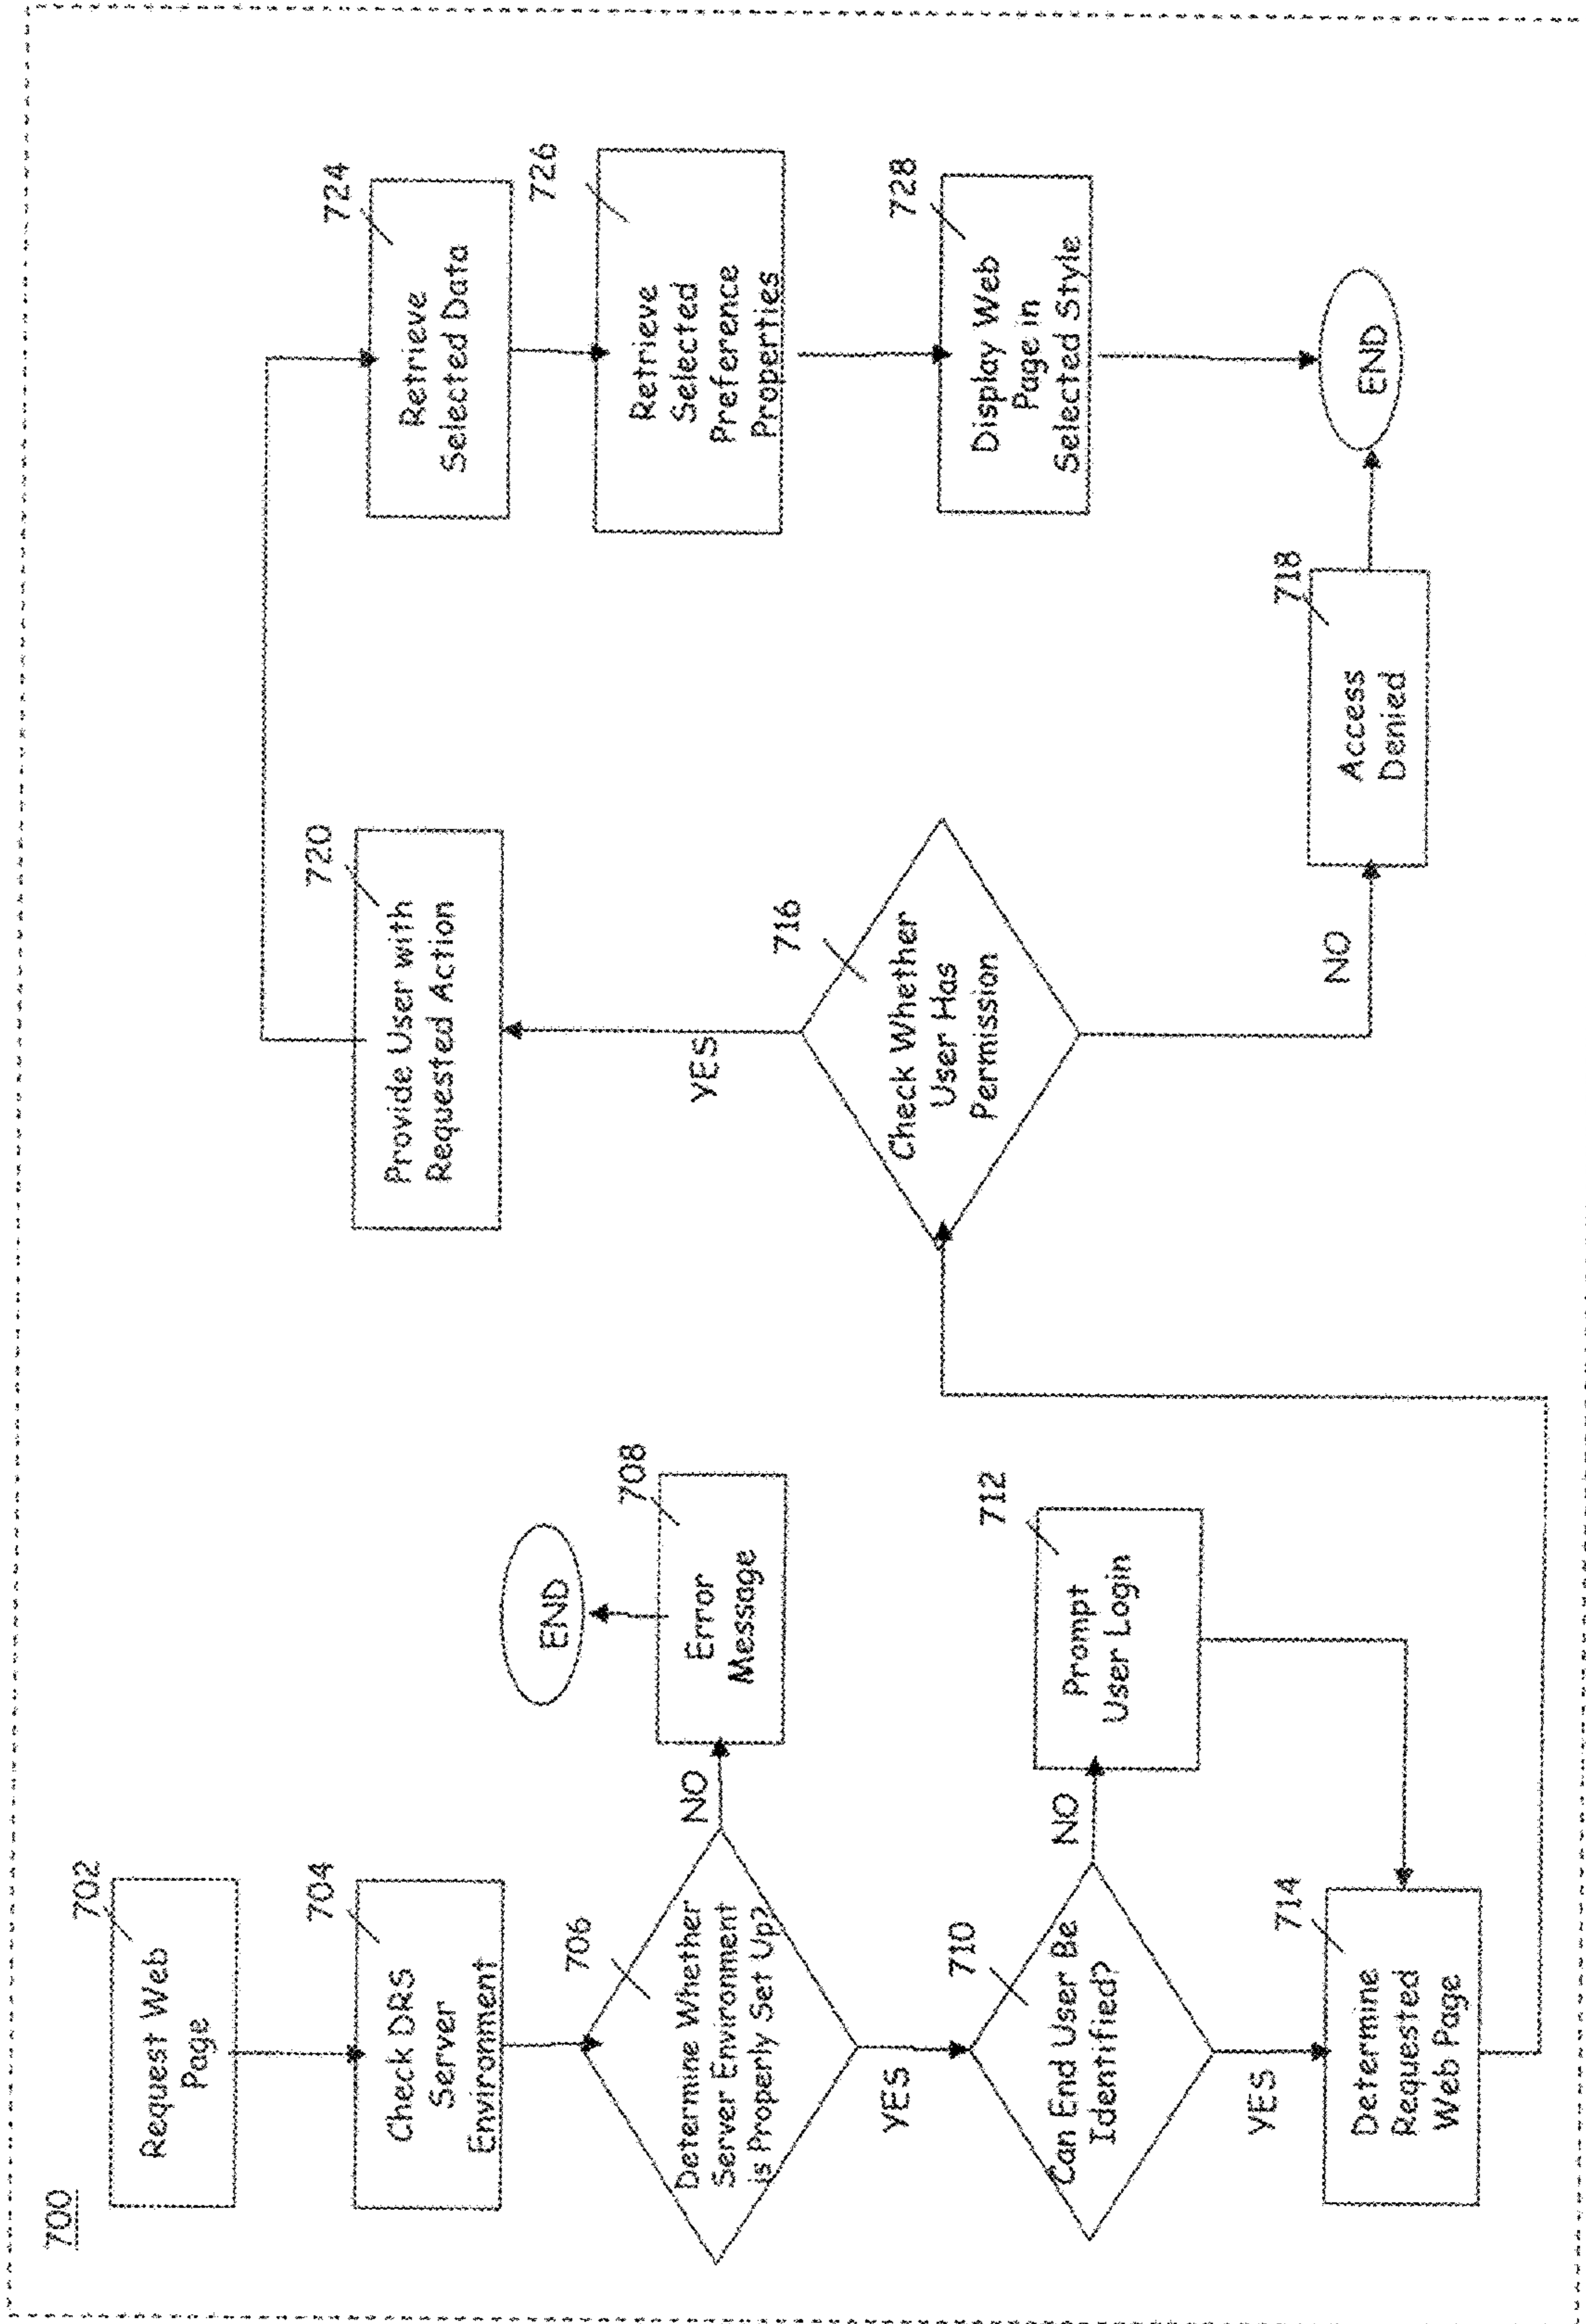 700
702
Request Web
Page
704
Check DRS
Server
Environment
706
Determine Whether
Server Environment
is Properly Set Up?
NO
708
Error
Message
END
YES
710
Can End User Be
Identified?
NO
712
Prompt
User Login
YES
714
Determine
Requested
Web Page
716
Check Whether
User Has
Permission
YES
720
Provide User with
Requested Action
NO
718
Access
Denied
724
Retrieve
Selected Data
726
Retrieve
Selected
Preference
Properties
728
Display Web
Page in
Selected Style
END